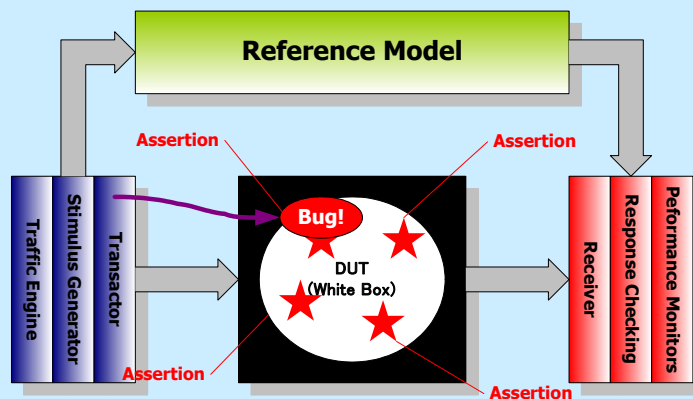 Reference Model
Assertion
Assertion
Traffic Engine
Stimulus Generator
Transactor
Bug!
DUT
(White Box)
Receiver
Response Checking
Peformance Monitors
Assertion
Assertion